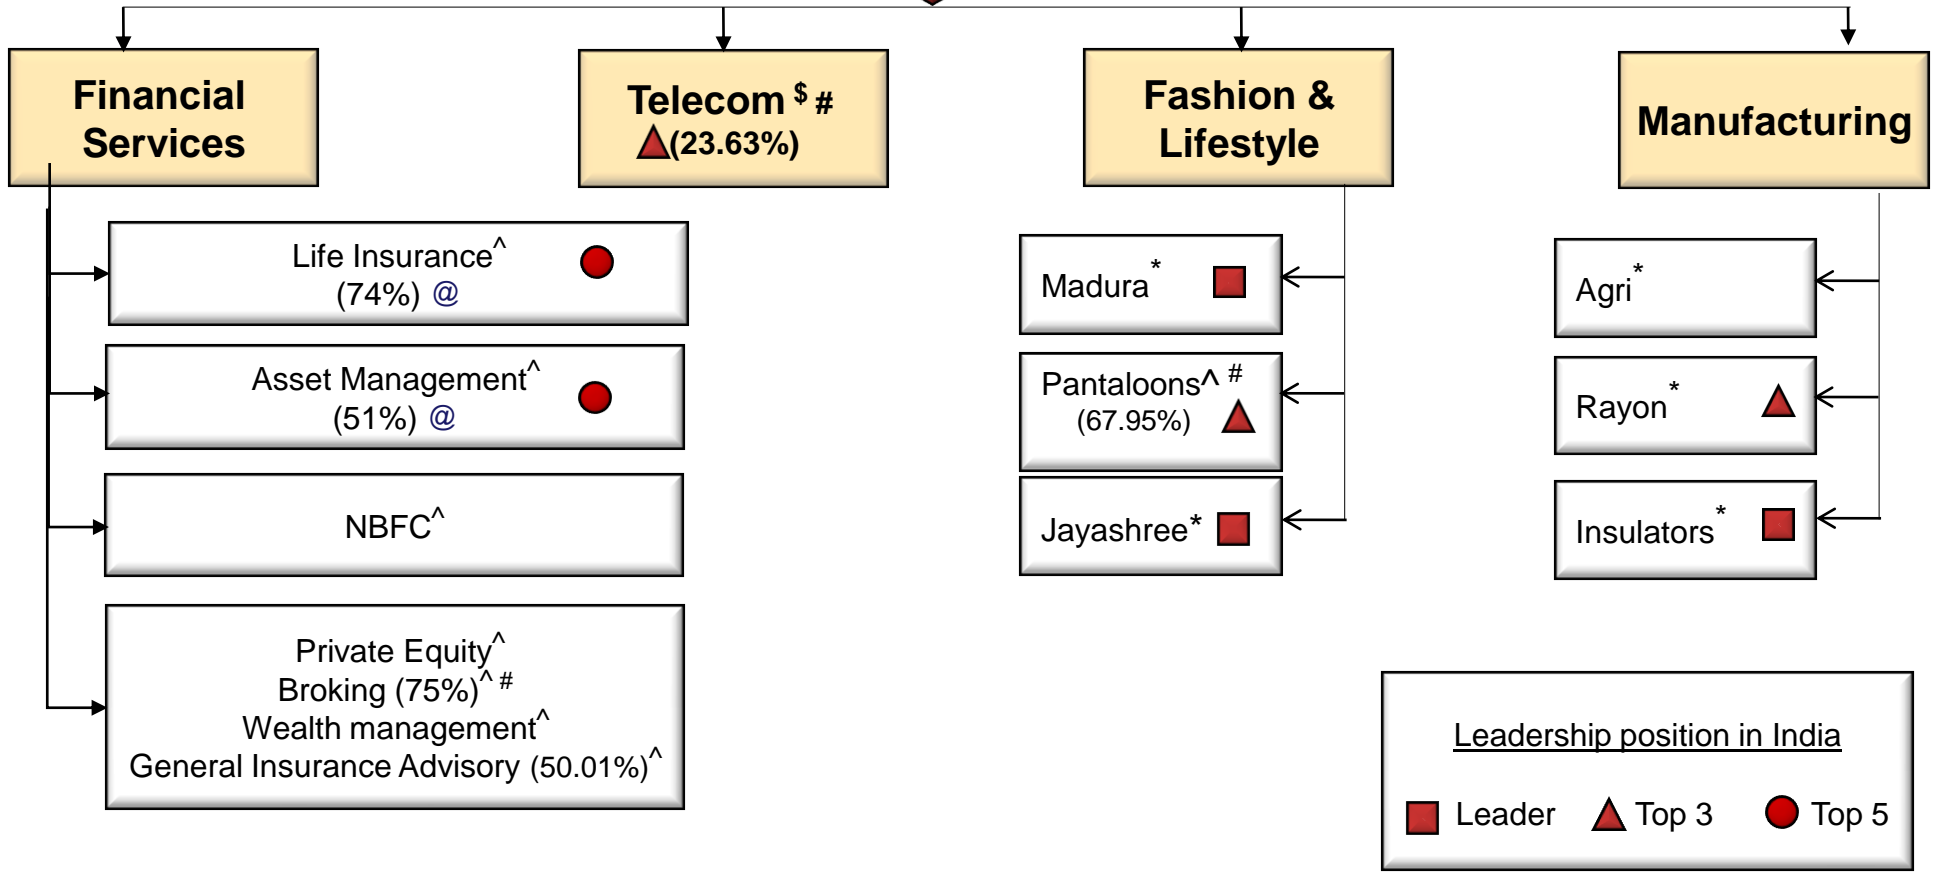 Financial
Services
Telecom $ #
(23.63%)
Fashion &
Lifestyle
Manufacturing
Life Insurance^
(74%) @
Asset Management^
(51%) @
NBFC^
Private Equity^
Broking (75%)^ #
Wealth management^
General Insurance Advisory (50.01%)^
Madura*
Pantaloons^ #
(67.95%)
Jayashree*
Agri*
Rayon*
Insulators*
Leadership position in India
Leader Top 3 Top 5